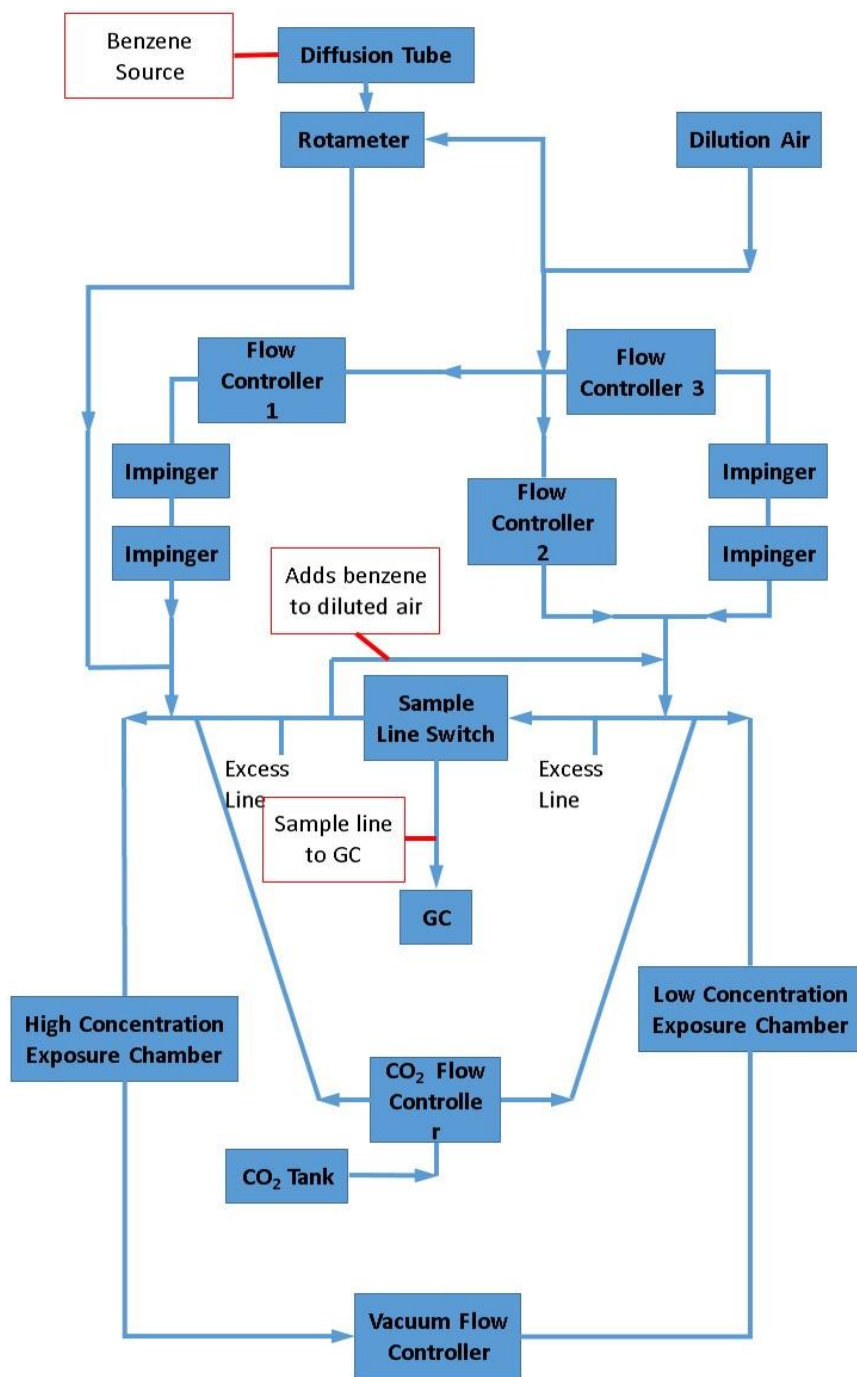 Benzene
Source
Diffusion Tube
Rotameter
Dilution Air
Flow
Controller
1
Flow
Controller 3
Impinger
Impinger
Flow
Controller
2
Impinger
Impinger
Adds benzene
to diluted air
Sample
Line Switch
Excess
Line
Excess
Line
Sample line
to GC
GC
High Concentration
Exposure Chamber
Low Concentration
Exposure Chamber
CO₂ Flow
Controlle
r
CO₂ Tank
Vacuum Flow
Controller